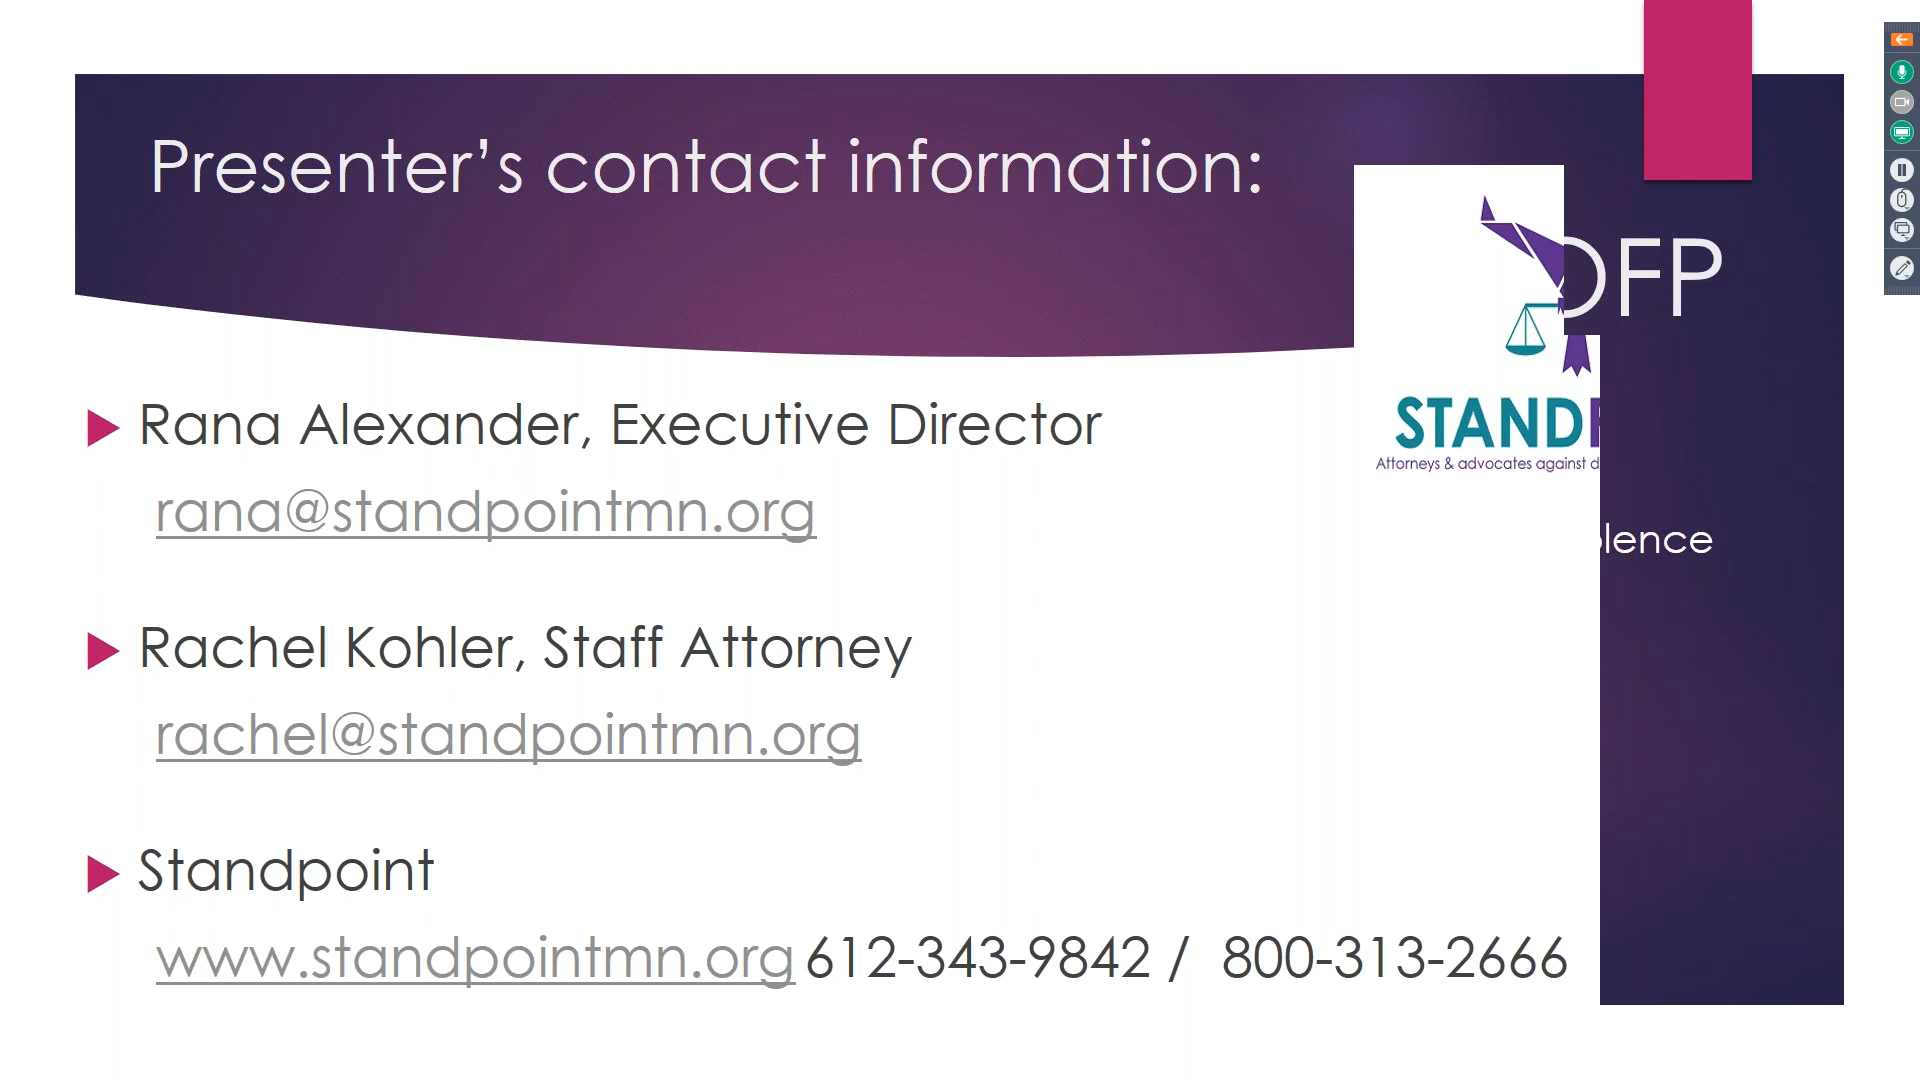 Presenter's contact information:
OFP
STAND
Attorneys & advocates against d
lence
Rana Alexander, Executive Director
rana@standpointmn.org
Rachel Kohler, Staff Attorney
rachel@standpointmn.org
Standpoint
www.standpointmn.org 612-343-9842 / 800-313-2666